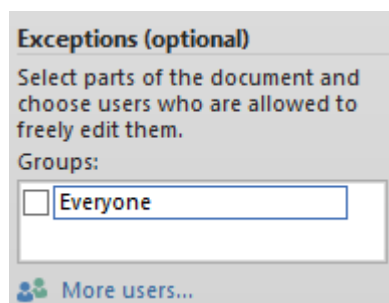 Exceptions (optional)
Select parts of the document and
choose users who are allowed to
freely edit them.
Groups:
Everyone
More users...